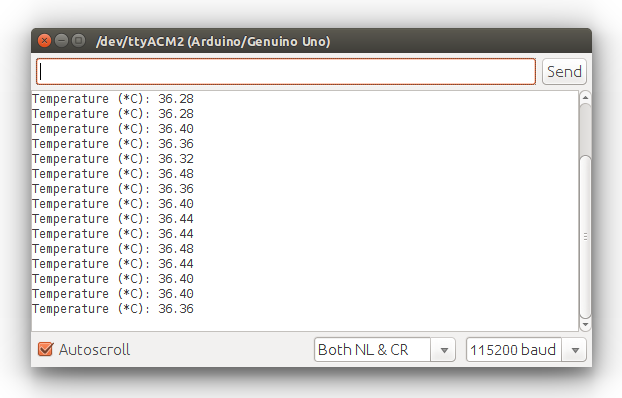 /dev/ttyACM2 (Arduino/Genuino Uno)
Send
Temperature (*C): 36.28
Temperature (*C): 36.28
Temperature (*C): 36.40
Temperature (*C): 36.36
Temperature (*C): 36.32
Temperature (*C): 36.48
Temperature (*C): 36.36
Temperature (*C): 36.40
Temperature (*C): 36.44
Temperature (*C): 36.44
Temperature (*C): 36.48
Temperature (*C): 36.44
Temperature (*C): 36.40
Temperature (*C): 36.40
Temperature (*C): 36.36
Autoscroll Both NL & CR 115200 baud